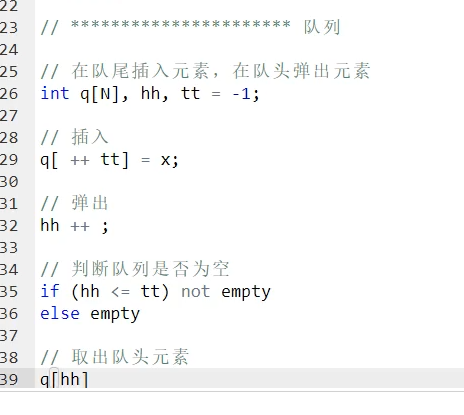 22
23 // ********************** 队列
24
25 // 在队尾插入元素，在队头弹出元素
26 int q[N], hh, tt = -1;
27
28 // 插入
29 q[ ++ tt] = x;
30
31 // 弹出
32 hh ++ ;
33
34 // 判断队列是否为空
35 if (hh <= tt) not empty
36 else empty
37
38 // 取出队头元素
39 q[hh]